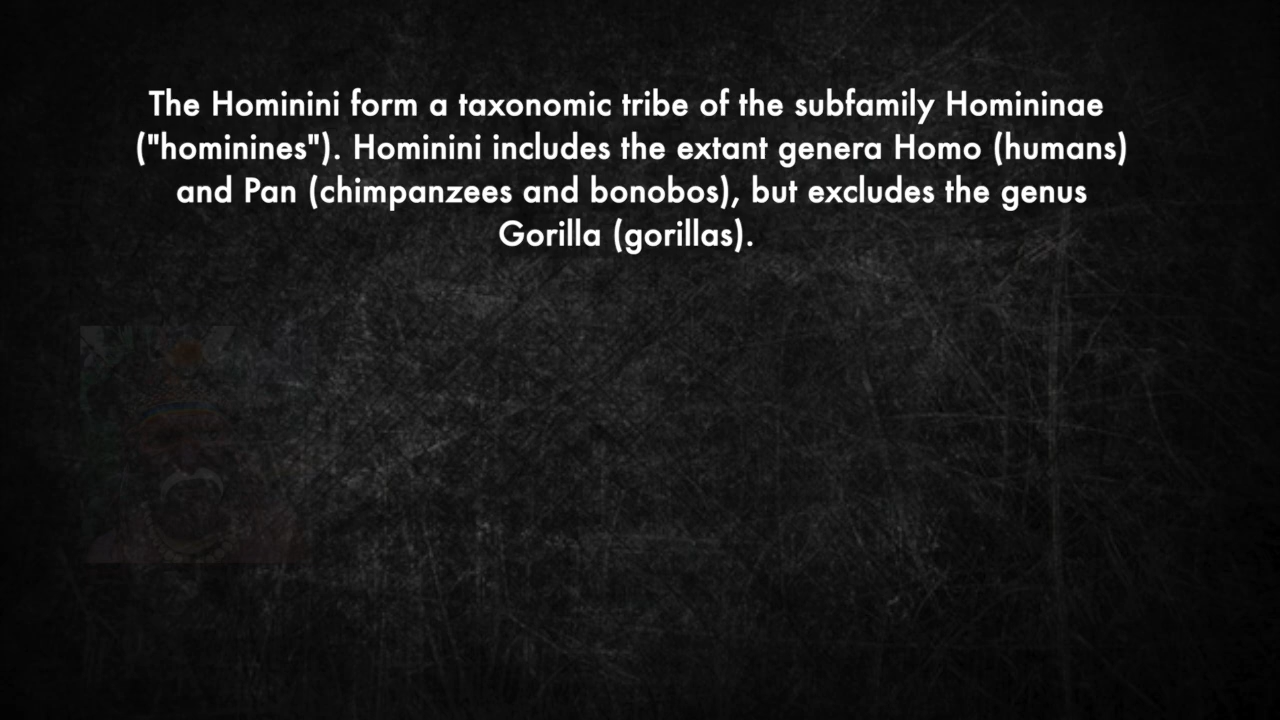 The Hominini form a taxonomic tribe of the subfamily Homininae
("hominines"). Hominini includes the extant genera Homo (humans)
and Pan (chimpanzees and bonobos), but excludes the genus
Gorilla (gorillas).